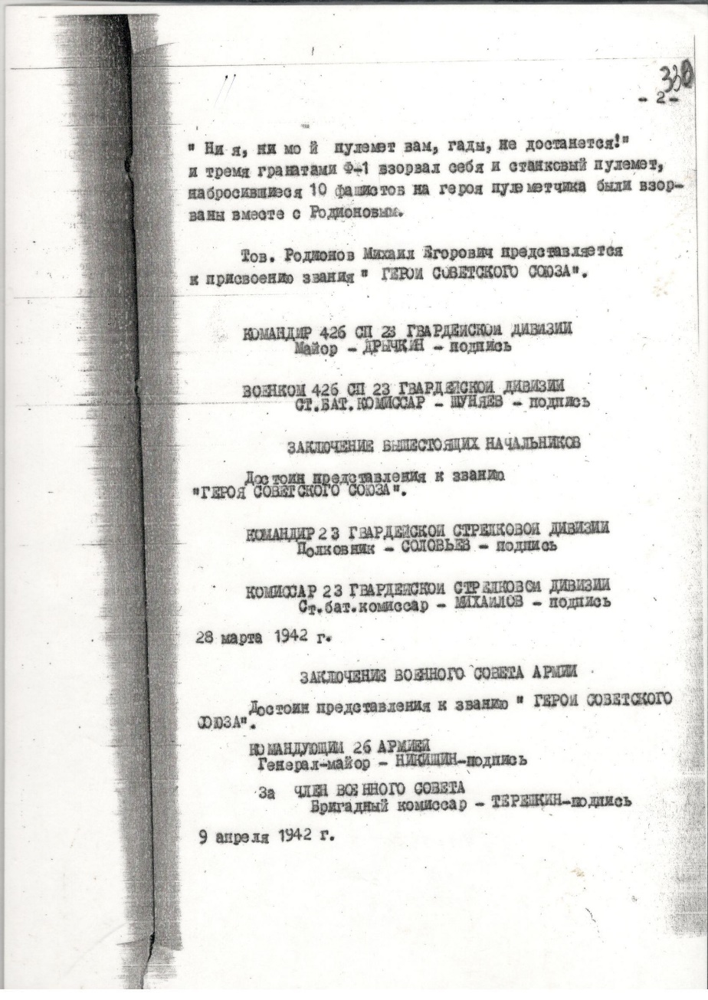 330
- 2 -
" Ни я, ни мо й пулемет вам, гады, не достанется!"
и тремя гранатами Ф-1 взорвал себя и станковый пулемет,
набросившиеся 10 фашистов на героя пулеметчика были взор-
ваны вместе с Родионовым.
Тов. Родионов Михаил Егорович представляется
к присвоению звания " ГЕРОЙ СОВЕТСКОГО СОЮЗА".
КОМАНДИР 426 СП 23 ГВАРДЕЙСКОЙ ДИВИЗИИ
Майор - ДРЫЧКИН - подпись
ВОЕНКОМ 426 СП 23 ГВАРДЕЙСКОЙ ДИВИЗИИ
СТ.БАТ.КОМИССАР - ШУНЯЕВ - подпись
ЗАКЛЮЧЕНИЕ ВЫШЕСТОЯЩИХ НАЧАЛЬНИКОВ
Достоин представления к званию
"ГЕРОЯ СОВЕТСКОГО СОЮЗА".
КОМАНДИР 23 ГВАРДЕЙСКОЙ СТРЕЛКОВОЙ ДИВИЗИИ
Полковник - СОЛОВЬЕВ - подпись
КОМИССАР 23 ГВАРДЕЙСКОЙ СТРЕЛКОВОЙ ДИВИЗИИ
Ст.бат.комиссар - МИХАЙЛОВ - подпись
28 марта 1942 г.
ЗАКЛЮЧЕНИЕ ВОЕННОГО СОВЕТА АРМИИ
Достоин представления к званию " ГЕРОЙ СОВЕТСКОГО
СОЮЗА".
КОМАНДУЮЩИЙ 26 АРМИЕЙ
Генерал-майор - НИКИШИН-подпись
За ЧЛЕН ВОЕННОГО СОВЕТА
Бригадный комиссар - ТЕРЕШКИН-подпись
9 апреля 1942 г.